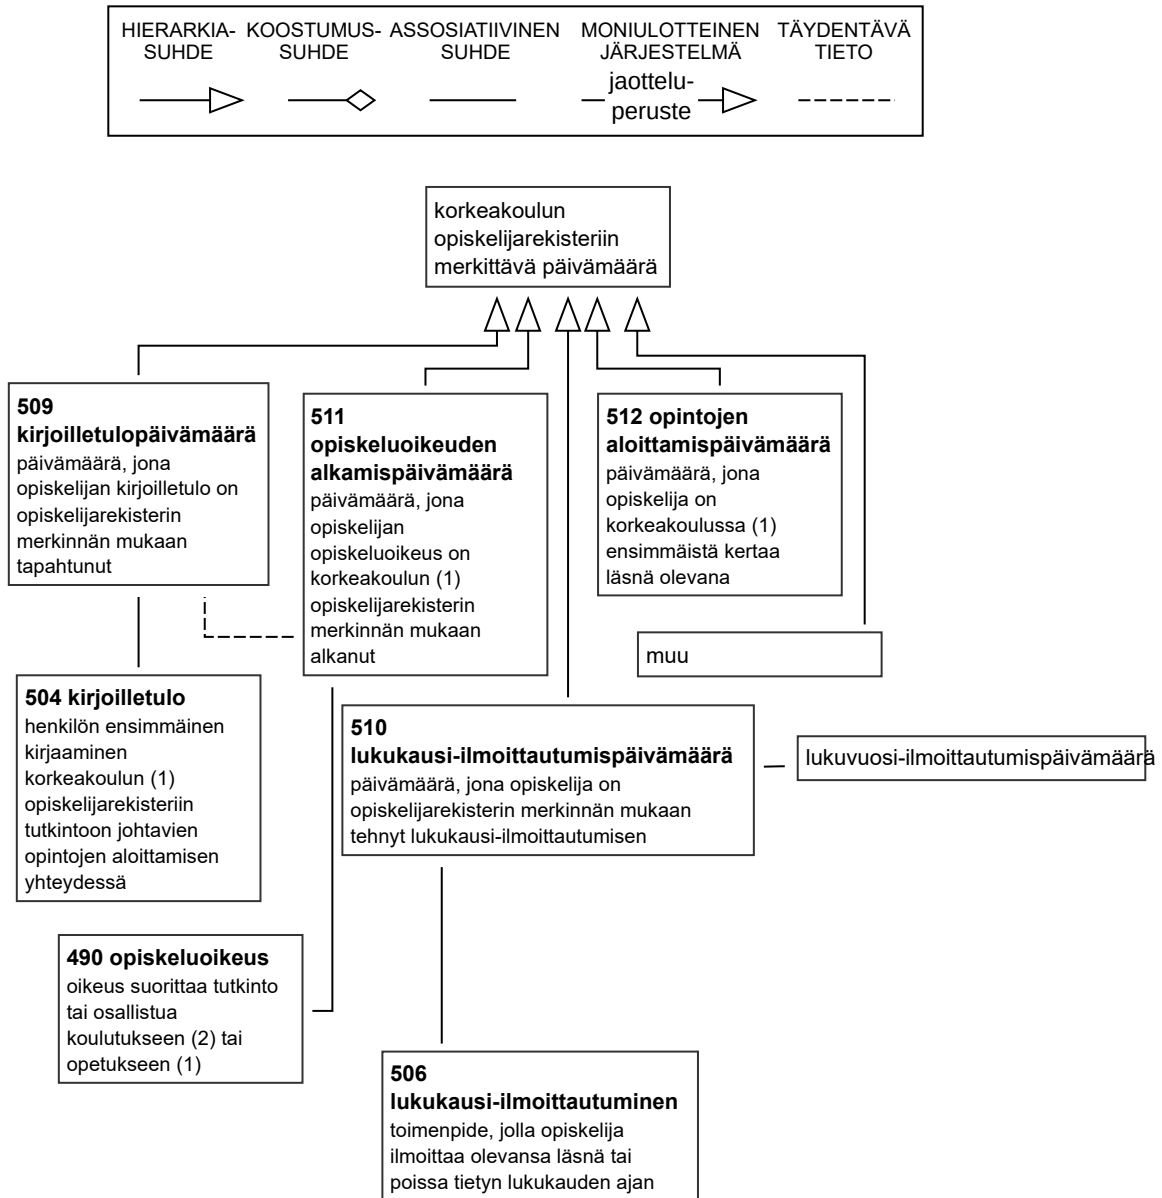 HIERARKIA-
SUHDE
KOOSTUMUS-
SUHDE
ASSOSIATIIVINEN
SUHDE
MONIULOTTEINEN
JÄRJESTELMÄ
jaottelu-
peruste
TÄYDENTÄVÄ
TIETO
korkeakoulun
opiskelijarekisteriin
merkittävä päivämäärä
509
kirjoilletulopäivämäärä
päivämäärä, jona
opiskelijan kirjoilletulo on
opiskelijarekisterin
merkinnän mukaan
tapahtunut
511
opiskeluoikeuden
alkamispäivämäärä
päivämäärä, jona
opiskelijan
opiskeluoikeus on
korkeakoulun (1)
opiskelijarekisterin
merkinnän mukaan
alkanut
512 opintojen
aloittamispäivämäärä
päivämäärä, jona
opiskelija on
korkeakoulussa (1)
ensimmäistä kertaa
läsnä olevana
muu
504 kirjoilletulo
henkilön ensimmäinen
kirjaaminen
korkeakoulun (1)
opiskelijarekisteriin
tutkintoon johtavien
opintojen aloittamisen
yhteydessä
510
lukukausi-ilmoittautumispäivämäärä
päivämäärä, jona opiskelija on
opiskelijarekisterin merkinnän mukaan
tehnyt lukukausi-ilmoittautumisen
lukuvuosi-ilmoittautumispäivämäärä
490 opiskeluoikeus
oikeus suorittaa tutkinto
tai osallistua
koulutukseen (2) tai
opetukseen (1)
506
lukukausi-ilmoittautuminen
toimenpide, jolla opiskelija
ilmoittaa olevansa läsnä tai
poissa tietyn lukukauden ajan